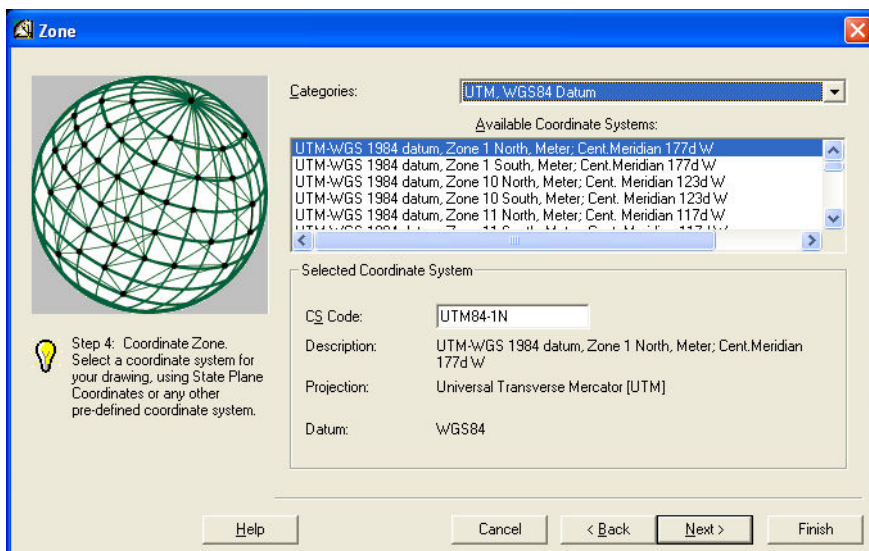 Zone
Categories:
UTM, WGS84 Datum
Available Coordinate Systems:
UTM-WGS 1984 datum, Zone 1 North, Meter; Cent.Meridian 177d W
UTM-WGS 1984 datum, Zone 1 South, Meter; Cent.Meridian 177d W
UTM-WGS 1984 datum, Zone 10 North, Meter; Cent. Meridian 123d W
UTM-WGS 1984 datum, Zone 10 South, Meter; Cent. Meridian 123d W
UTM-WGS 1984 datum, Zone 11 North, Meter; Cent. Meridian 117d W
Selected Coordinate System
CS Code:
UTM84-1N
Description:
UTM-WGS 1984 datum, Zone 1 North, Meter; Cent.Meridian
177d W
Projection:
Universal Transverse Mercator [UTM]
Datum:
WGS84
Step 4: Coordinate Zone.
Select a coordinate system for
your drawing, using State Plane
Coordinates or any other
pre-defined coordinate system.
Help
Cancel
< Back
Next >
Finish